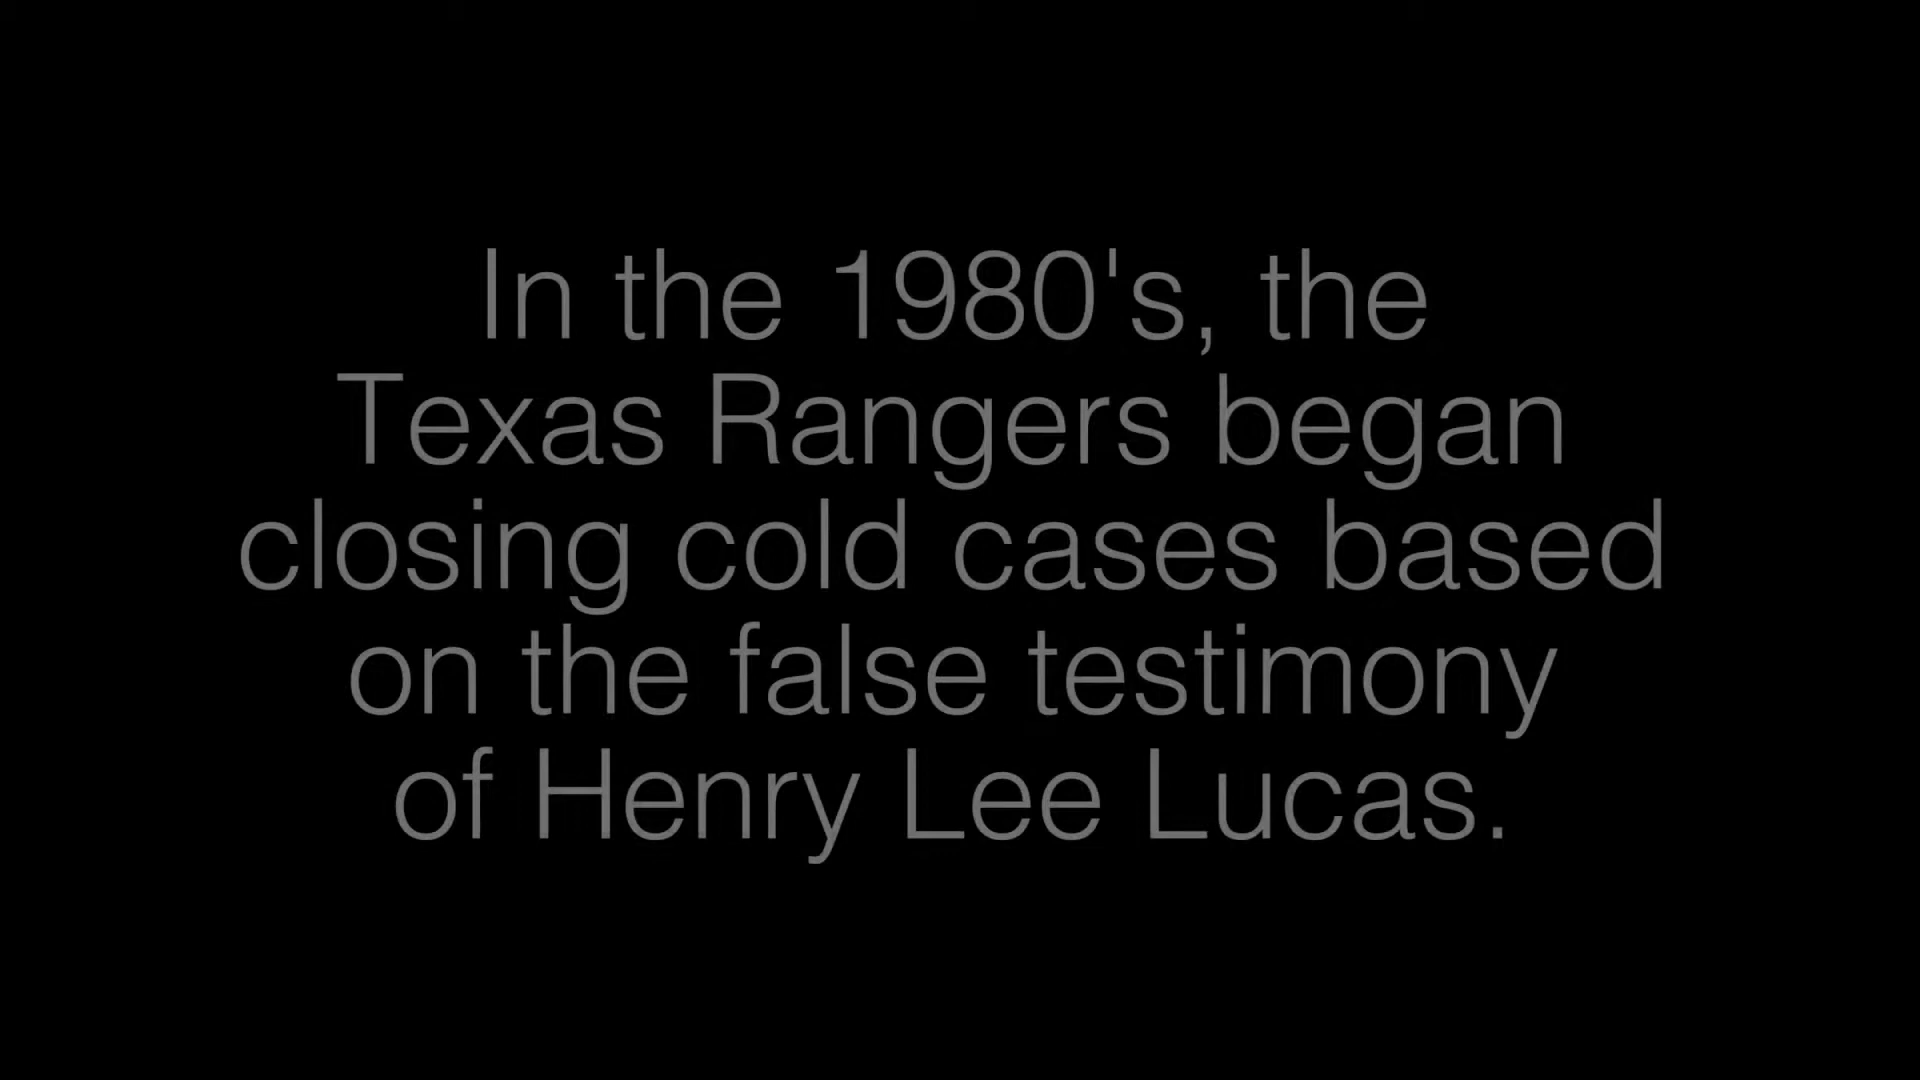 In the 1980's, the
Texas Rangers began
closing cold cases based
on the false testimony
of Henry Lee Lucas.